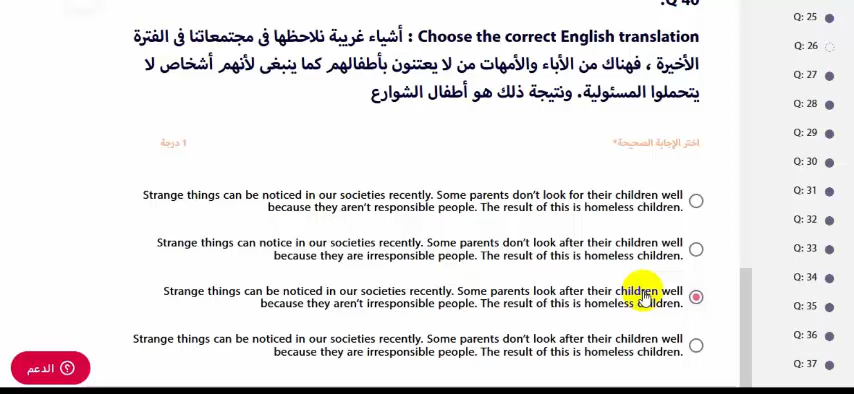 Q 40.
Choose the correct English translation : أشياء غريبة نلاحظها فى مجتمعاتنا فى الفترة
الأخيرة ، فهناك من الأباء والأمهات من لا يعتنون بأطفالهم كما ينبغى لأنهم أشخاص لا
يتحملوا المسئولية. ونتيجة ذلك هو أطفال الشوارع
اختر الإجابة الصحيحة*
1 درجة
Strange things can be noticed in our societies recently. Some parents don't look for their children well
because they aren't responsible people. The result of this is homeless children.
Strange things can notice in our societies recently. Some parents don't look after their children well
because they are irresponsible people. The result of this is homeless children.
Strange things can be noticed in our societies recently. Some parents look after their children well
because they aren't irresponsible people. The result of this is homeless children.
Strange things can be noticed in our societies recently. Some parents don't look after their children well
because they are irresponsible people. The result of this is homeless children.
الدعم
Q: 25
Q: 26
Q: 27
Q: 28
Q: 29
Q: 30
Q: 31
Q: 32
Q: 33
Q: 34
Q: 35
Q: 36
Q: 37